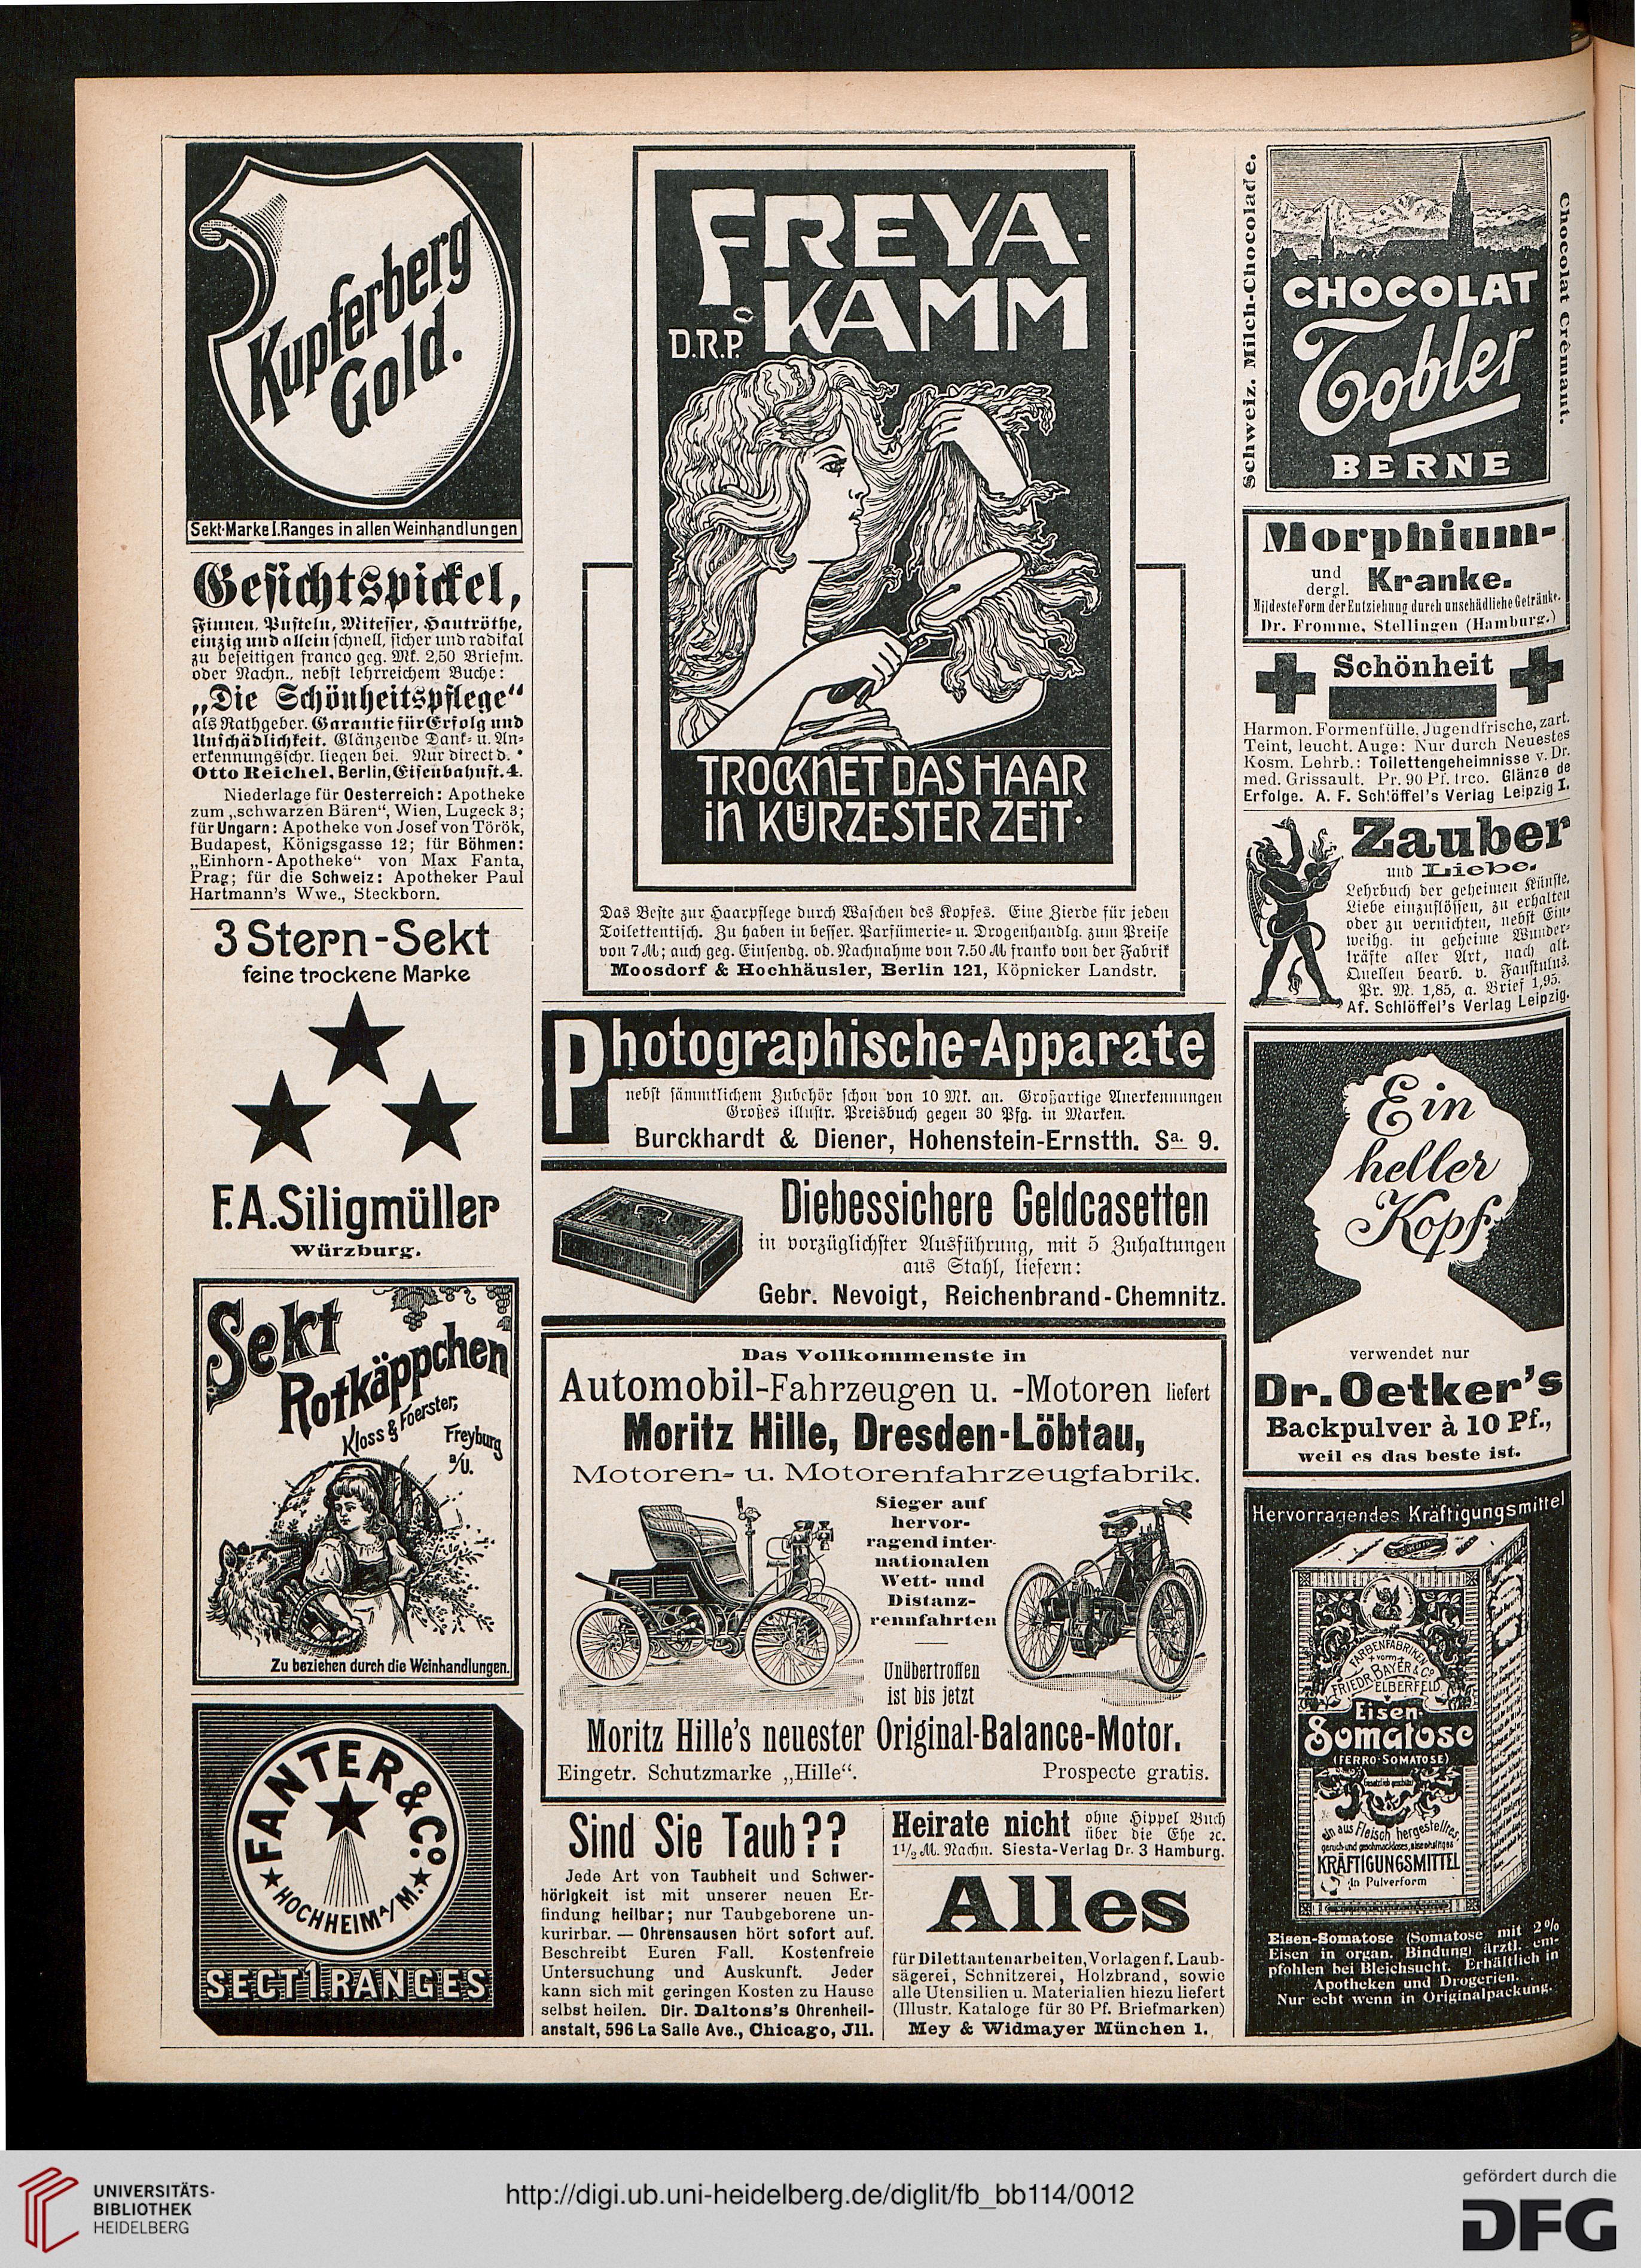 Kupferberg
Gold.
Sekt-Marke I. Ranges in allen Weinhandlungen
Gesichtspickel,
Finnen, Pusteln, Mitesser, Hautröthe,
einzig und allein schnell, sicher und radikal
zu beseitigen franco geg. Mk. 2,50 Briefm.
oder Nachn., nebst lehrreichem Buche:
„Die Schönheitspflege“
als Rathgeber. Garantie für Erfolg und
Unschädlichkeit. Glänzende Dank- u. An-
erkennungsschr. liegen bei. Nur direct d.
Otto Reichel, Berlin, Eisenbahnst. 4.
Niederlage für Oesterreich: Apotheke
zum „schwarzen Bären“, Wien, Lugeck 3;
für Ungarn: Apotheke von Josef von Török,
Budapest, Königsgasse 12; für Böhmen:
„Einhorn-Apotheke“ von Max Fanta,
Prag; für die Schweiz: Apotheker Paul
Hartmann's Wwe., Steckborn.
3 Stern-Sekt
feine trockene Marke
F.A. Siligmüller
Würzburg.
Sekt
Rotkäppchen
Kloss & Foerster,
Freyburg
a/U.
Zu beziehen durch die Weinhandlungen.
FANTER & Co.
HOCHHEIM A/M.
SECT 1. RANGES
FREYA-
KAMM
D.R.P.
TROCKNET DAS HAAR
IN KÜRZESTER ZEIT.
Das Beste zur Haarpflege durch Waschen des Kopfes. Eine Zierde für jeden
Toilettentisch. Zu haben in besser. Parfümerie- u. Drogenhandlg. zum Preise
von 7 M; auch geg. Einsendg. od. Nachnahme von 7.50 M franko von der Fabrik
Moosdorf & Hochhäusler, Berlin 121, Köpnicker Landstr.
Photographische-Apparate
nebst sämmtlichem Zubehör schon von 10 Mk. an. Großartige Anerkennungen
Großes illustr. Preisbuch gegen 30 Pfg. in Marken.
Burckhardt & Diener, Hohenstein-Ernstth. Sa. 9.
Diebessichere Geldcasetten
in vorzüglichster Ausführung, mit 5 Zuhaltungen
aus Stahl, liefern:
Gebr. Nevoigt, Reichenbrand-Chemnitz.
Das Vollkommenste in
Automobil-Fahrzeugen u. -Motoren liefert
Moritz Hille, Dresden-Löbtau,
Motoren- u. Motorenfahrzeugfabrik.
Sieger auf
hervor-
ragend inter-
nationalen
Wett- und
Distanz-
rennfahrten
Unübertroffen
ist bis jetzt
Moritz Hille's neuester Original-Balance-Motor.
Eingetr. Schutzmarke „Hille“. Prospecte gratis.
Sind Sie Taub??
Jede Art von Taubheit und Schwer-
hörigkeit ist mit unserer neuen Er-
findung heilbar; nur Taubgeborene un-
kurirbar. — Ohrensausen hört sofort auf.
Beschreibt Euren Fall. Kostenfreie
Untersuchung und Auskunft. Jeder
kann sich mit geringen Kosten zu Hause
selbst heilen. Dir. Daltons's Ohrenheil-
anstalt, 596 La Salle Ave., Chicago, Jll.
Heirate nicht ohne Hippel Buch
über die Ehe ꝛc.
1½ M. Nachn. Siesta-Verlag Dr. 3 Hamburg.
Alles
für Dilettantenarbeiten, Vorlagen f. Laub-
sägerei, Schnitzerei, Holzbrand, sowie
alle Utensilien u. Materialien hiezu liefert
(Illustr. Kataloge für 30 Pf. Briefmarken)
Mey & Widmayer München 1.
Schweiz. Milch-Chocolade.
CHOCOLAT
Tobler
BERNE
Chocolat Crémant.
Morphium-
und
dergl. Kranke.
Mildeste Form der Entziehung durch unschädliche Getränke.
Dr. Fromme, Stellingen (Hamburg.)
Schönheit
Harmon. Formenfülle, Jugendfrische, zart.
Teint, leucht. Auge: Nur durch Neuestes
Kosm. Lehrb.: Toilettengeheimnisse v. Dr.
med. Grissault. Pr. 90 Pf. frco. Glänzende
Erfolge. A. F. Schlöffel's Verlag Leipzig I.
Zauber
und Liebe.
Lehrbuch der geheimen Künste,
Liebe einzuflössen, zu erhalten
oder zu vernichten, nebst Ein-
weihg. in geheime Wunder-
kräfte aller Art, nach alt.
Quellen bearb. v. Faustulus.
Pr. M. 1,85, a. Brief 1,95.
Af. Schlöffel's Verlag Leipzig.
Ein
heller
Kopf
verwendet nur
Dr. Oetker's
Backpulver à 10 Pf.,
weil es das beste ist.
Hervorragendes Kräftigungsmittel
FARBENFABRIKEN
vorm.
FRIEDR. BAYER & Co.
ELBERFELD
Eisen-
Somatose
(FERRO-SOMATOSE)
ein aus Fleisch hergestelltes,
KRÄFTIGUNGSMITTEL
in Pulverform
Eisen-Somatose (Somatose mit 2%
Eisen in organ. Bindung) ärztl. em-
pfohlen bei Bleichsucht. Erhältlich in
Apotheken und Drogerien.
Nur echt wenn in Originalpackung.
UNIVERSITÄTS-
BIBLIOTHEK
HEIDELBERG
http://digi.ub.uni-heidelberg.de/diglit/fb_bb114/0012
gefördert durch die
DFG